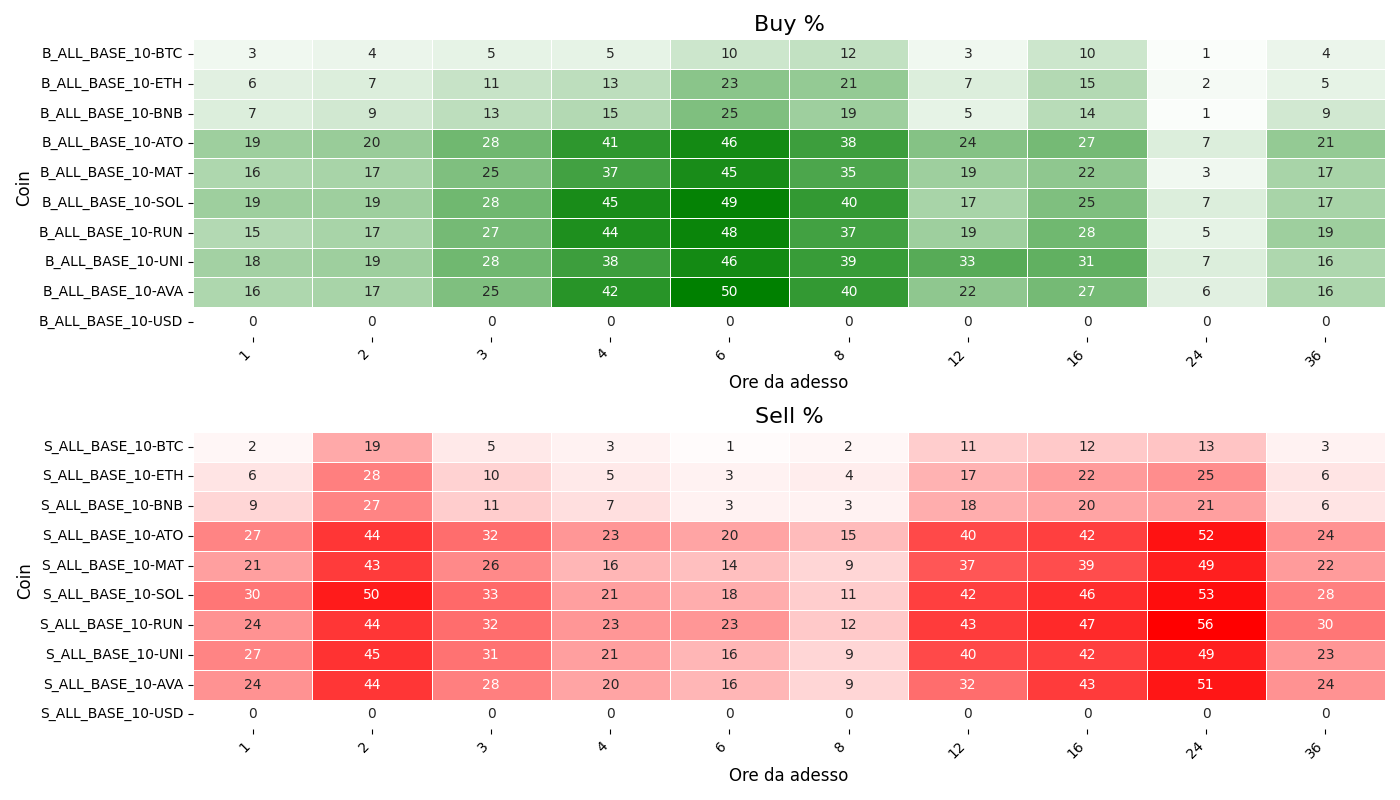 Buy %
Coin
B_ALL_BASE_10-BTC 3 4 5 5 10 12 3 10 1 4
B_ALL_BASE_10-ETH 6 7 11 13 23 21 7 15 2 5
B_ALL_BASE_10-BNB 7 9 13 15 25 19 5 14 1 9
B_ALL_BASE_10-ATO 19 20 28 41 46 38 24 27 7 21
B_ALL_BASE_10-MAT 16 17 25 37 45 35 19 22 3 17
B_ALL_BASE_10-SOL 19 19 28 45 49 40 17 25 7 17
B_ALL_BASE_10-RUN 15 17 27 44 48 37 19 28 5 19
B_ALL_BASE_10-UNI 18 19 28 38 46 39 33 31 7 16
B_ALL_BASE_10-AVA 16 17 25 42 50 40 22 27 6 16
B_ALL_BASE_10-USD 0 0 0 0 0 0 0 0 0 0
1 2 3 4 6 8 12 16 24 36
Ore da adesso
Sell %
Coin
S_ALL_BASE_10-BTC 2 19 5 3 1 2 11 12 13 3
S_ALL_BASE_10-ETH 6 28 10 5 3 4 17 22 25 6
S_ALL_BASE_10-BNB 9 27 11 7 3 3 18 20 21 6
S_ALL_BASE_10-ATO 27 44 32 23 20 15 40 42 52 24
S_ALL_BASE_10-MAT 21 43 26 16 14 9 37 39 49 22
S_ALL_BASE_10-SOL 30 50 33 21 18 11 42 46 53 28
S_ALL_BASE_10-RUN 24 44 32 23 23 12 43 47 56 30
S_ALL_BASE_10-UNI 27 45 31 21 16 9 40 42 49 23
S_ALL_BASE_10-AVA 24 44 28 20 16 9 32 43 51 24
S_ALL_BASE_10-USD 0 0 0 0 0 0 0 0 0 0
1 2 3 4 6 8 12 16 24 36
Ore da adesso